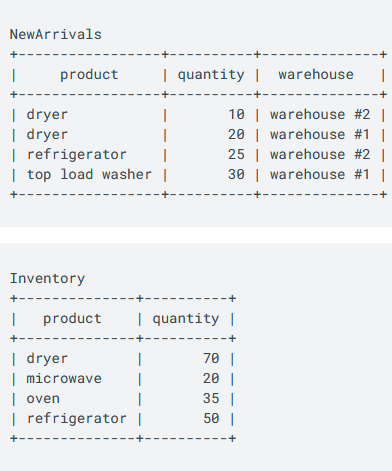 NewArrivals
+-----------------+----------+--------------+
|     product     | quantity |  warehouse   |
+-----------------+----------+--------------+
| dryer           |       10 | warehouse #2 |
| dryer           |       20 | warehouse #1 |
| refrigerator    |       25 | warehouse #2 |
| top load washer |       30 | warehouse #1 |
+-----------------+----------+--------------+
Inventory
+--------------+----------+
|   product    | quantity |
+--------------+----------+
| dryer        |       70 |
| microwave    |       20 |
| oven         |       35 |
| refrigerator |       50 |
+--------------+----------+